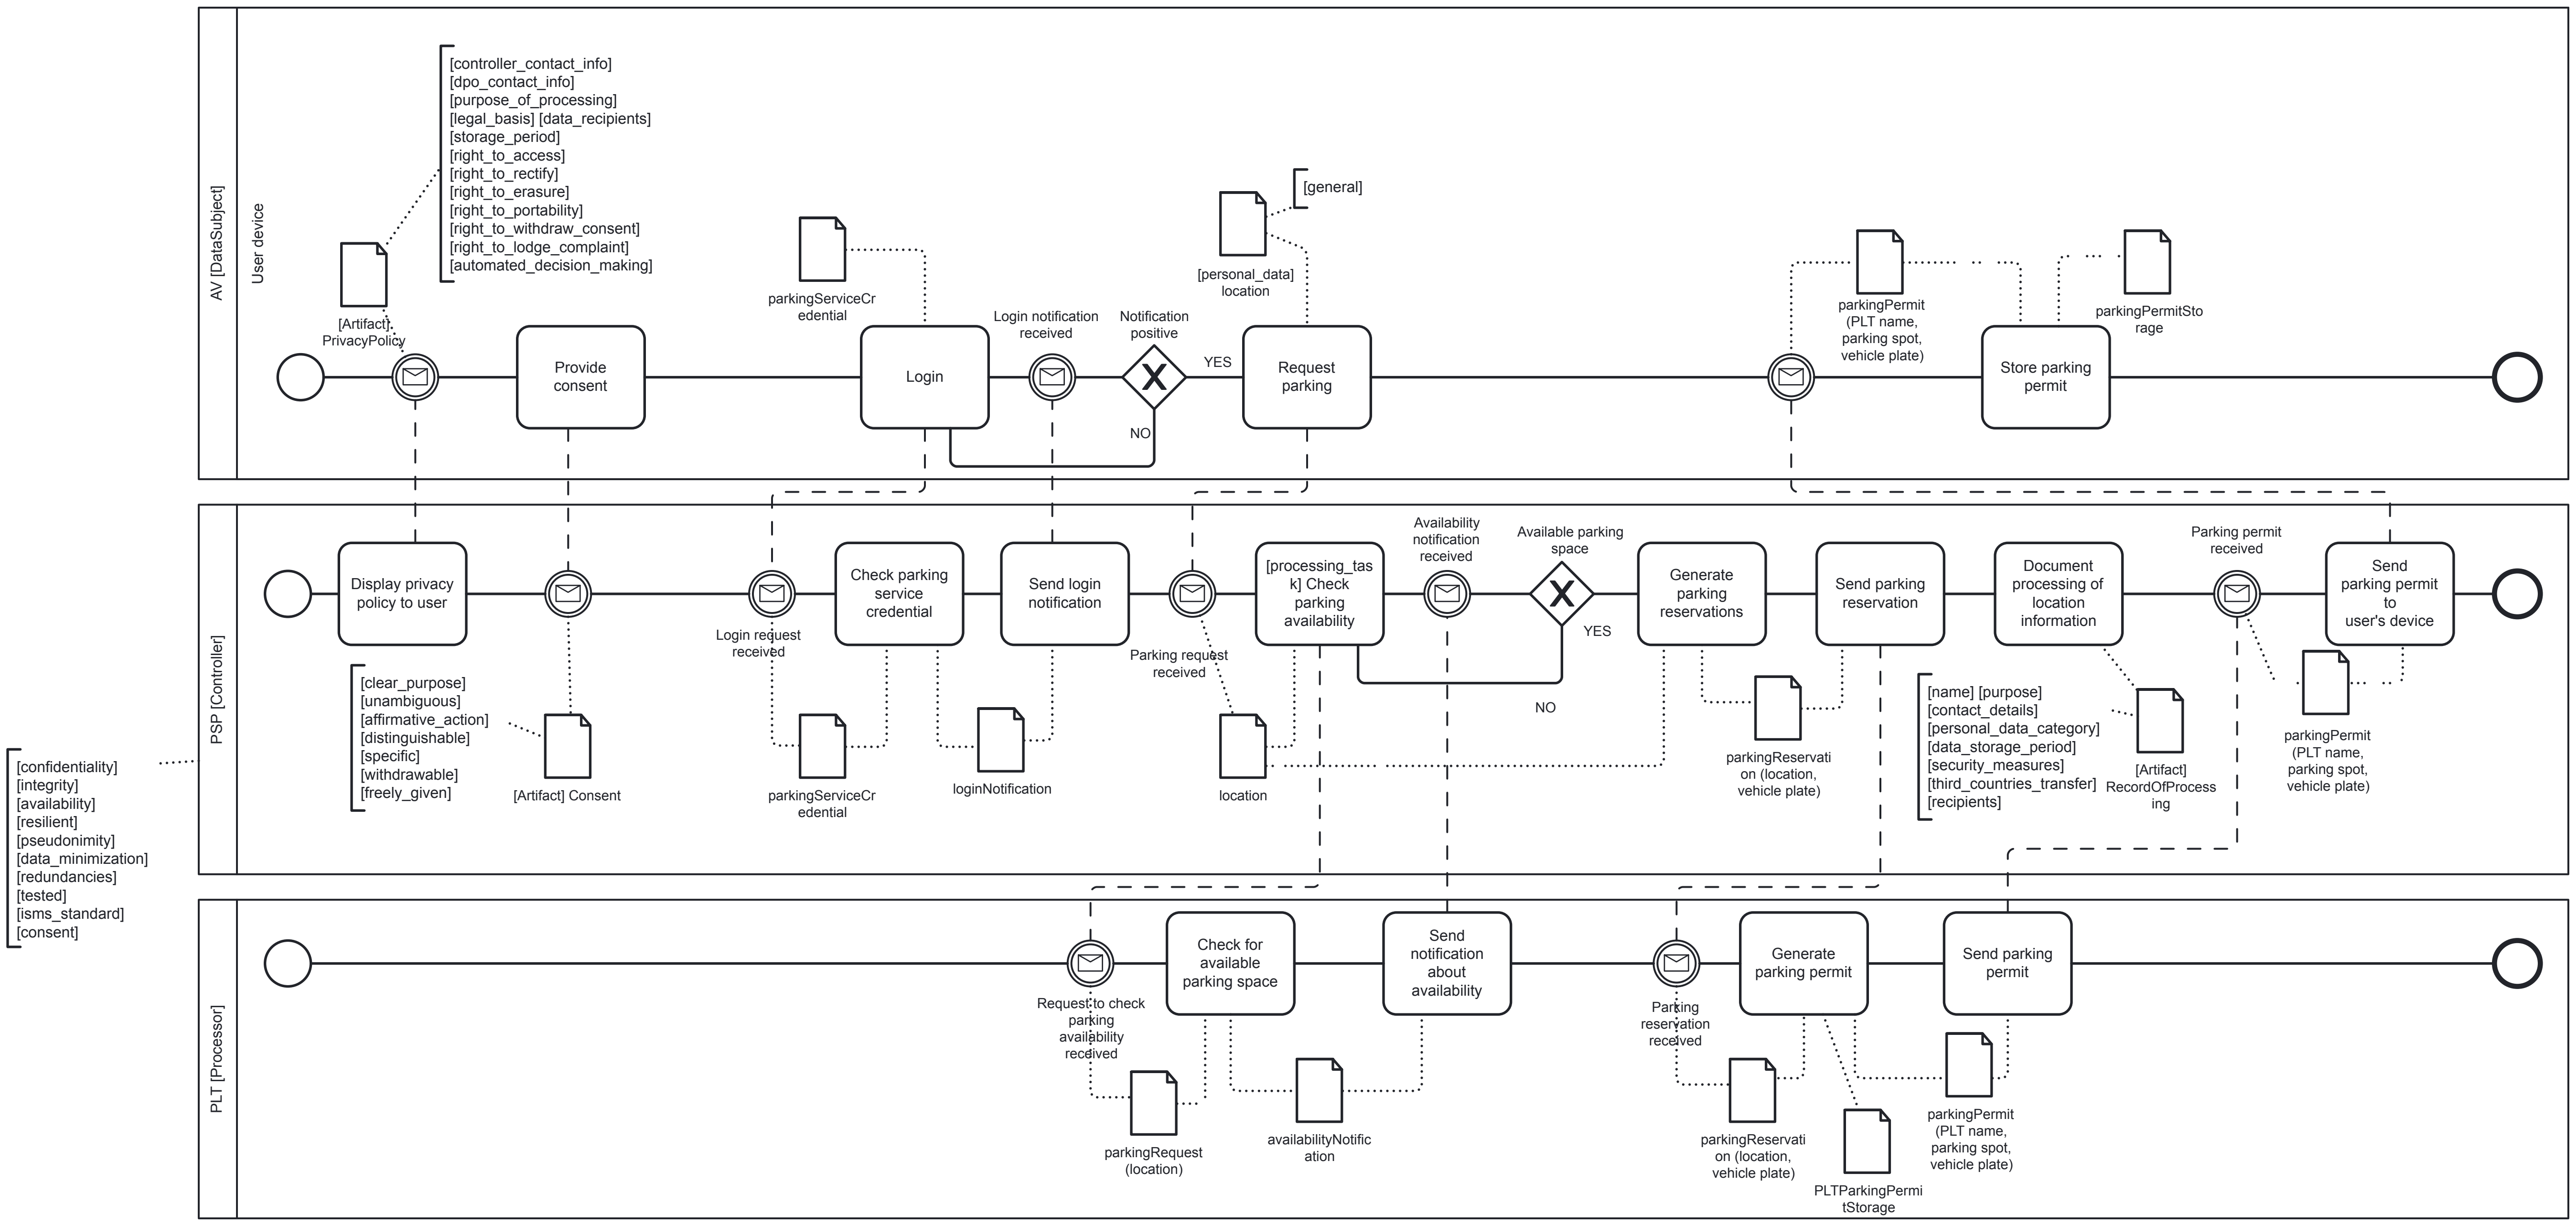 AV [DataSubject]
User device
[controller_contact_info]
[dpo_contact_info]
[purpose_of_processing]
[legal_basis] [data_recipients]
[storage_period]
[right_to_access]
[right_to_rectify]
[right_to_erasure]
[right_to_portability]
[right_to_withdraw_consent]
[right_to_lodge_complaint]
[automated_decision_making]
[Artifact]
PrivacyPolicy
Provide
consent
parkingServiceCr
edential
Login
Login notification
received
Notification
positive
YES
NO
[general]
[personal_data]
location
Request
parking
parkingPermit
(PLT name,
parking spot,
vehicle plate)
Store parking
permit
parkingPermitSto
rage
PSP [Controller]
[confidentiality]
[integrity]
[availability]
[resilient]
[pseudonimity]
[data_minimization]
[redundancies]
[tested]
[isms_standard]
[consent]
Display privacy
policy to user
[clear_purpose]
[unambiguous]
[affirmative_action]
[distinguishable]
[specific]
[withdrawable]
[freely_given]
[Artifact] Consent
Login request
received
parkingServiceCr
edential
Check parking
service
credential
Send login
notification
loginNotification
Parking request
received
location
[processing_tas
k] Check
parking
availability
Availability
notification
received
Available parking
space
YES
NO
Generate
parking
reservations
parkingReservati
on (location,
vehicle plate)
Send parking
reservation
Document
processing of
location
information
[name] [purpose]
[contact_details]
[personal_data_category]
[data_storage_period]
[security_measures]
[third_countries_transfer]
[recipients]
[Artifact]
RecordOfProcess
ing
Parking permit
received
parkingPermit
(PLT name,
parking spot,
vehicle plate)
Send
parking permit
to
user's device
PLT [Processor]
Request to check
parking
availability
received
parkingRequest
(location)
Check for
available
parking space
availabilityNotific
ation
Send
notification
about
availability
Parking
reservation
received
parkingReservati
on (location,
vehicle plate)
Generate
parking permit
PLTParkingPermi
tStorage
Send parking
permit
parkingPermit
(PLT name,
parking spot,
vehicle plate)